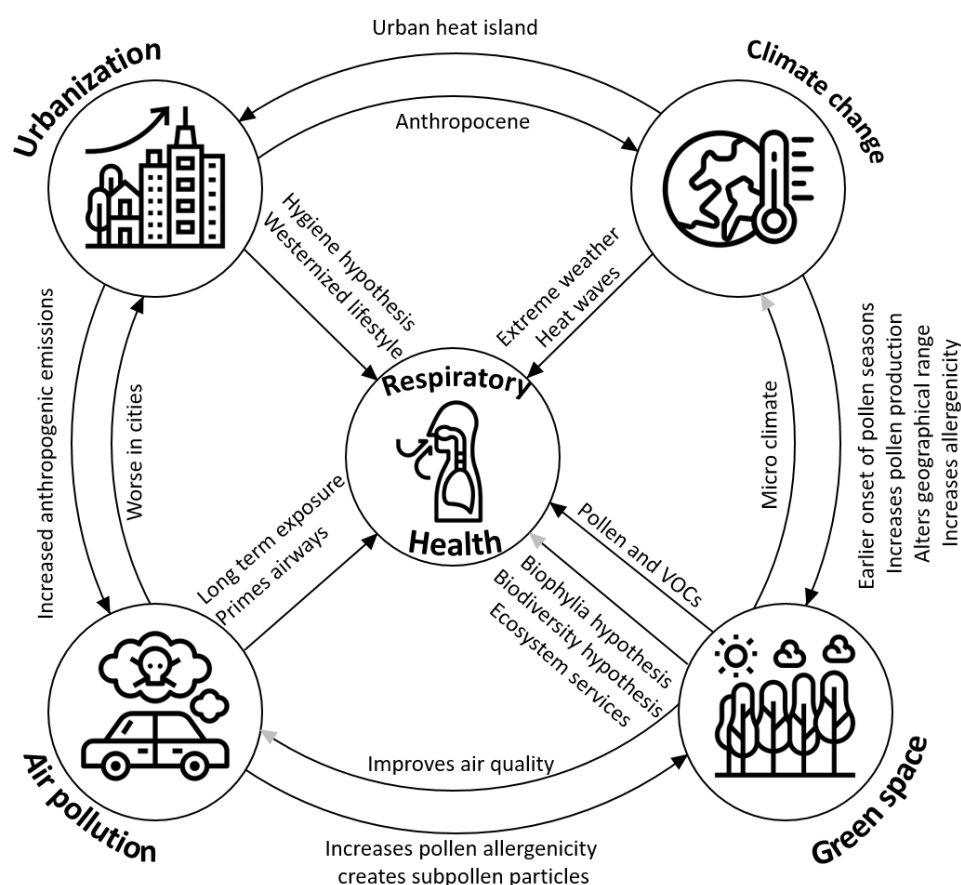 Urban heat island
Urbanization
Climate change
Anthropocene
Hygiene hypothesis
Westernized lifestyle
Extreme weather
Heat waves
Increased anthropogenic emissions
Worse in cities
Respiratory
Health
Micro climate
Earlier onset of pollen seasons
Increases pollen production
Alters geographical range
Increases allergenicity
Long term exposure
Primes airways
Pollen and VOCs
Biophylia hypothesis
Biodiversity hypothesis
Ecosystem services
Improves air quality
Air pollution
Green space
Increases pollen allergenicity
creates subpollen particles